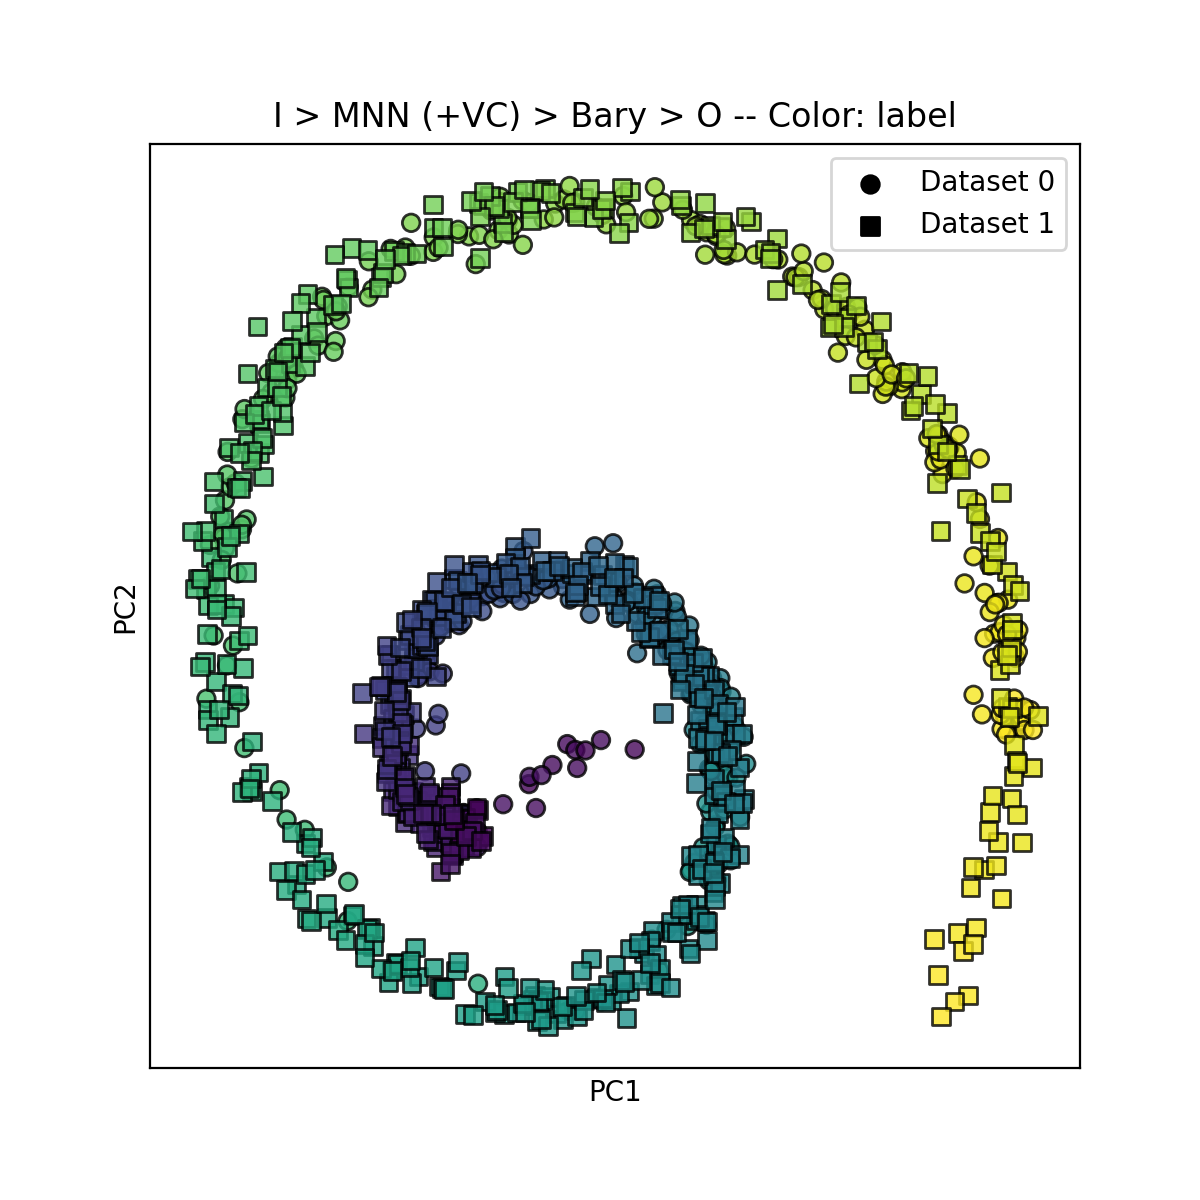 I > MNN (+VC) > Bary > O -- Color: label
Dataset 0
Dataset 1
PC2
PC1